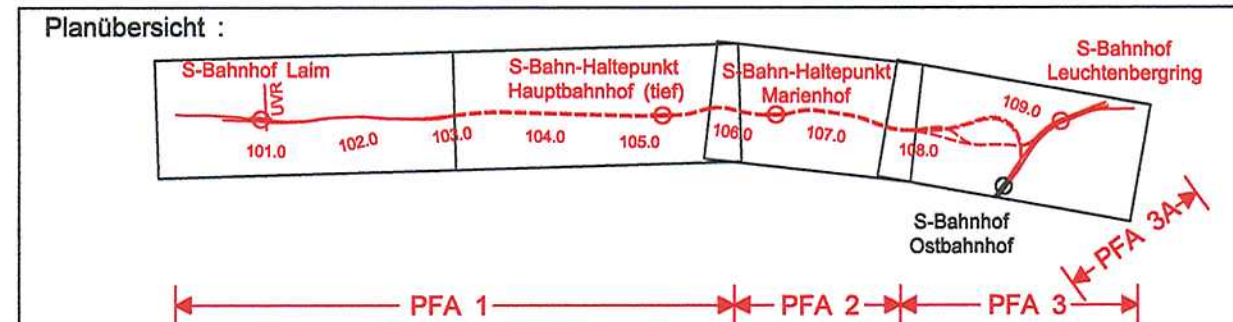 Planübersicht :
S-Bahnhof Laim
UVR
S-Bahn-Haltepunkt
Hauptbahnhof (tief)
S-Bahn-Haltepunkt
Marienhof
S-Bahnhof
Leuchtenbergring
101.0
102.0
103.0
104.0
105.0
106.0
107.0
108.0
109.0
S-Bahnhof
Ostbahnhof
PFA 3A
PFA 1
PFA 2
PFA 3